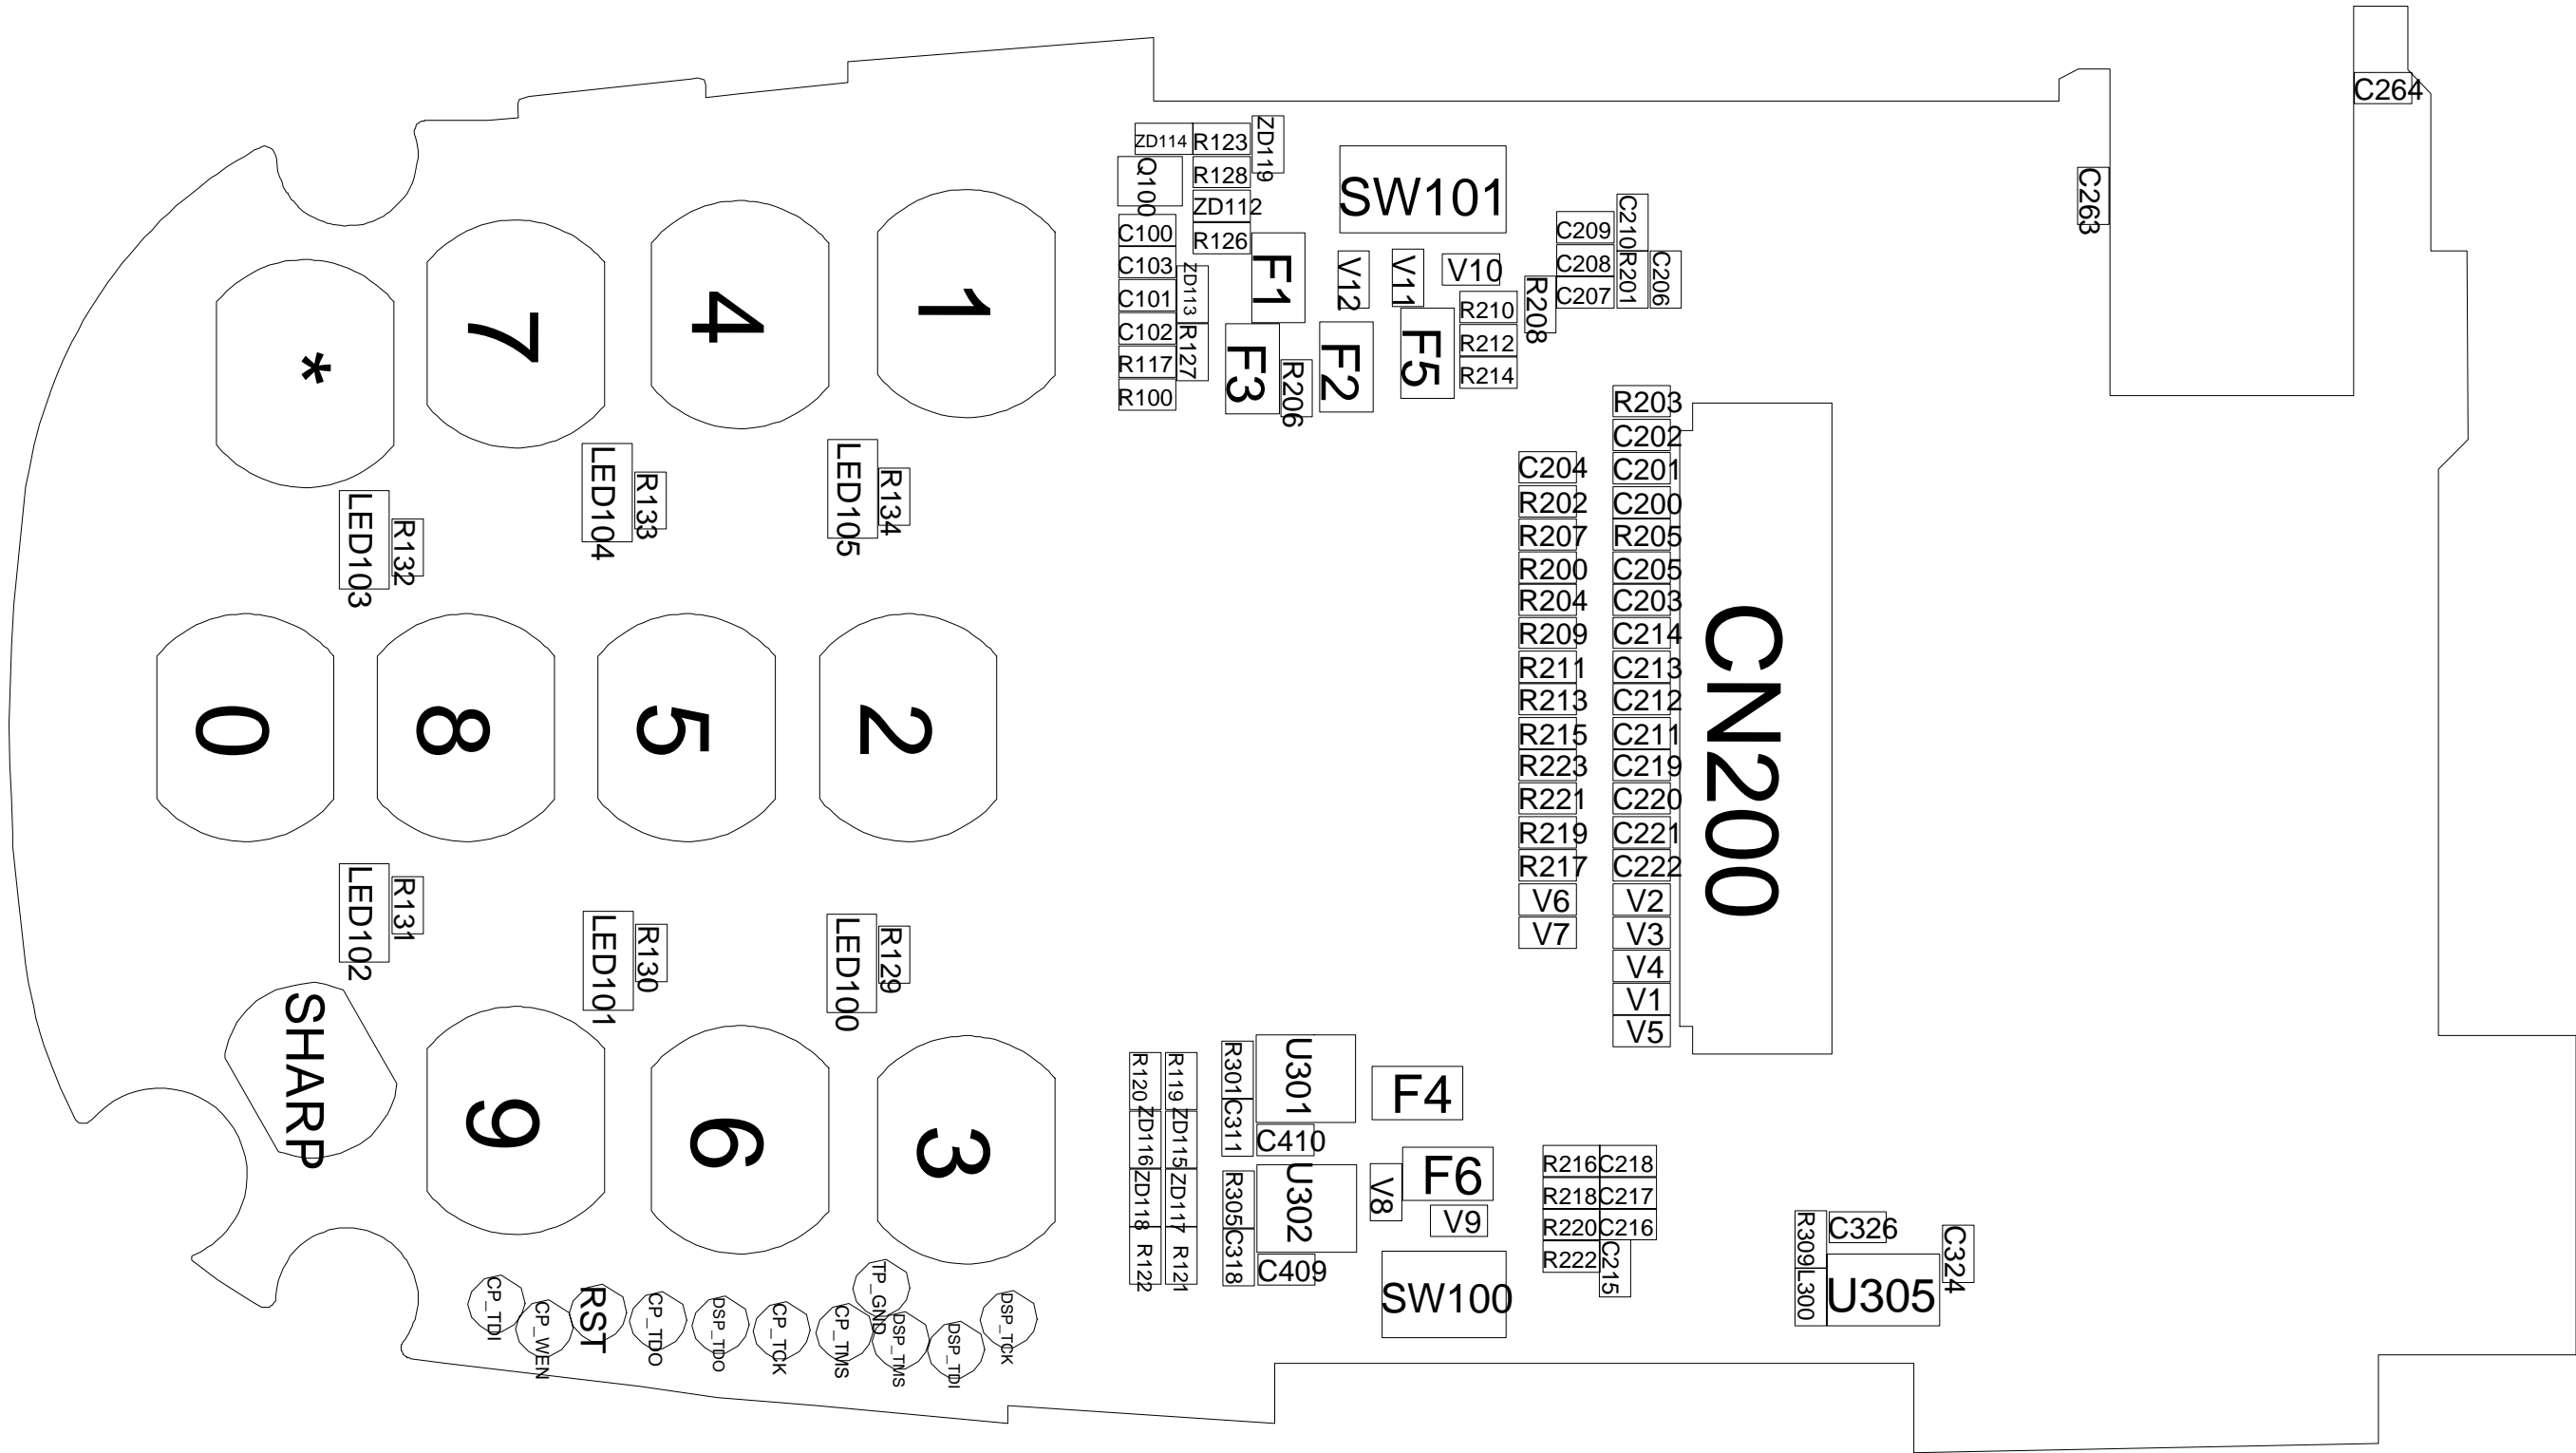 C264
C263
ZD114
R123
ZD119
Q100
R128
ZD112
R126
C100
C103
C101
C102
R117
R100
ZD113
R127
F1
F3
R206
F2
F5
SW101
V12
V11
V10
R210
R212
R214
R208
C209
C208
C207
C210
R201
C206
1
4
7
*
LED105
R134
LED104
R133
LED103
R132
R203
C202
C204
C201
R202
C200
R207
R205
R200
C205
R204
C203
R209
C214
R211
C213
R213
C212
R215
C211
R223
C219
R221
C220
R219
C221
R217
C222
V6
V2
V7
V3
V4
V1
V5
CN200
2
5
8
0
LED102
R131
LED101
R130
LED100
R129
SHARP
9
6
3
R120
R119
ZD116
ZD115
ZD118
ZD117
R122
R121
R301
C311
U301
C410
R305
C318
U302
C409
F4
F6
V8
V9
SW100
R216
C218
R218
C217
R220
C216
R222
C215
R309
L300
C326
U305
C324
CP_TDI
CP_WEN
RST
CP_TDO
DSP_TDO
CP_TCK
CP_TMS
TP_GND
DSP_TMS
DSP_TDI
DSP_TCK